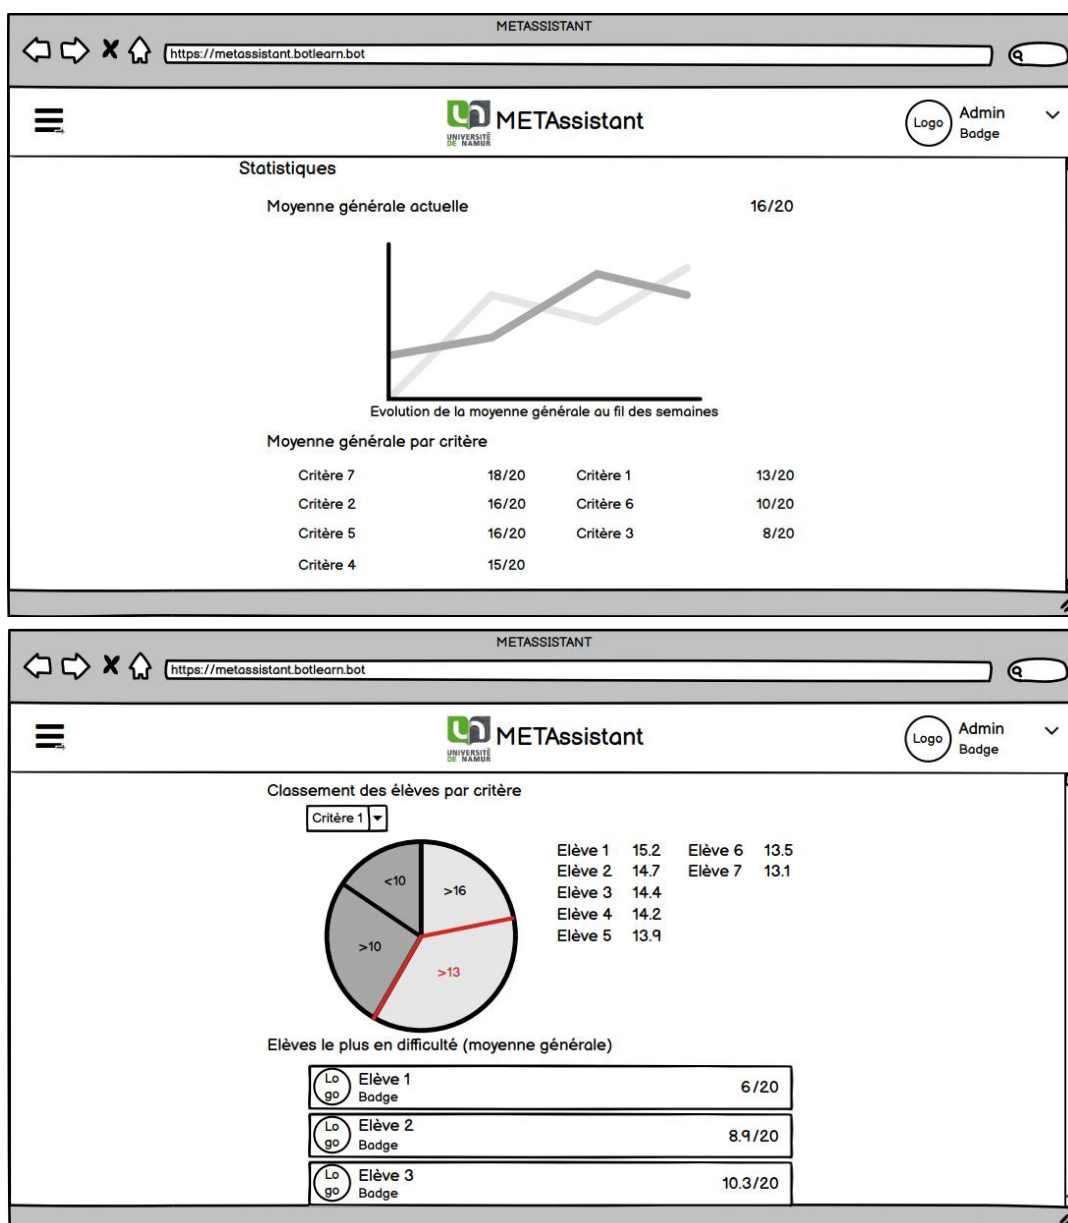 METASSISTANT
https://metassistant.botlearn.bot
UNIVERSITÉ
DE NAMUR
METAssistant
Logo
Admin
Badge
Statistiques
Moyenne générale actuelle 16/20
Evolution de la moyenne générale au fil des semaines
Moyenne générale par critère
Critère 7 18/20 Critère 1 13/20
Critère 2 16/20 Critère 6 10/20
Critère 5 16/20 Critère 3 8/20
Critère 4 15/20
METASSISTANT
https://metassistant.botlearn.bot
UNIVERSITÉ
DE NAMUR
METAssistant
Logo
Admin
Badge
Classement des élèves par critère
Critère 1
<10
>16
>10
>13
Elève 1 15.2 Elève 6 13.5
Elève 2 14.7 Elève 7 13.1
Elève 3 14.4
Elève 4 14.2
Elève 5 13.9
Elèves le plus en difficulté (moyenne générale)
Lo
go
Elève 1
Badge
6/20
Lo
go
Elève 2
Badge
8.9/20
Lo
go
Elève 3
Badge
10.3/20